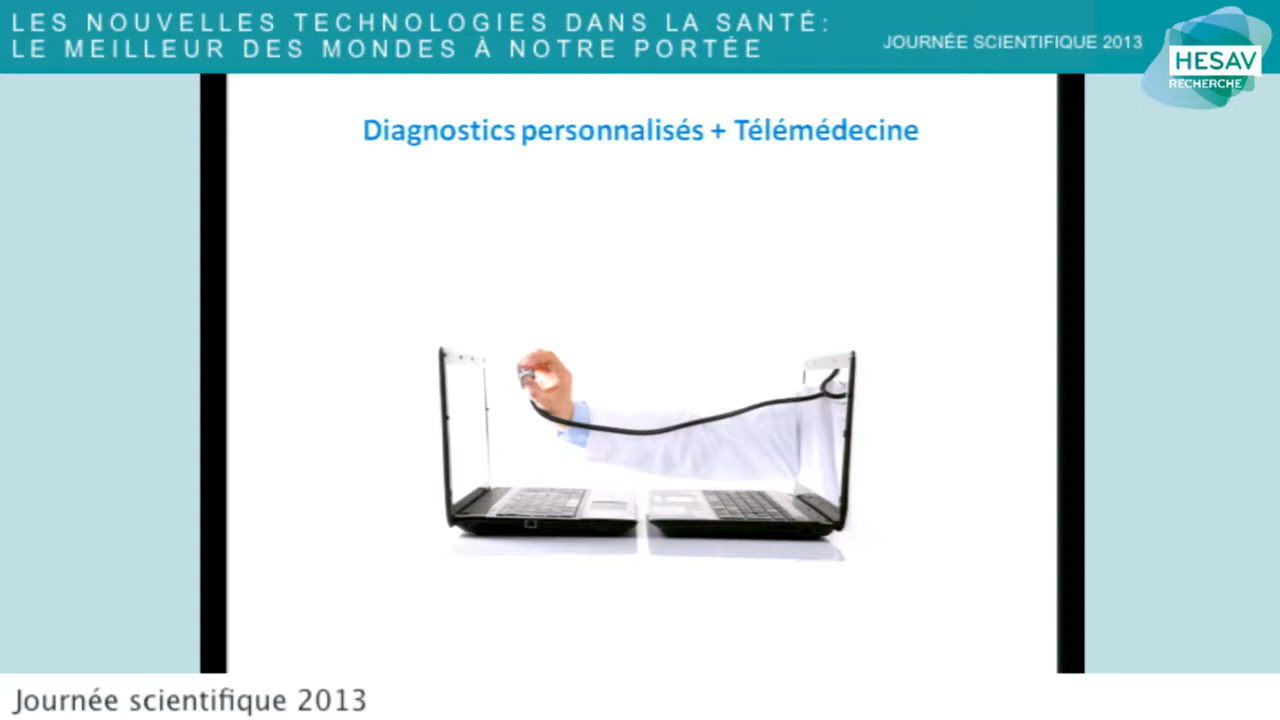 LES NOUVELLES TECHNOLOGIES DANS LA SANTÉ:
LE MEILLEUR DES MONDES À NOTRE PORTÉE
JOURNÉE SCIENTIFIQUE 2013
HESAV
RECHERCHE
Diagnostics personnalisés + Télémédecine
Journée scientifique 2013